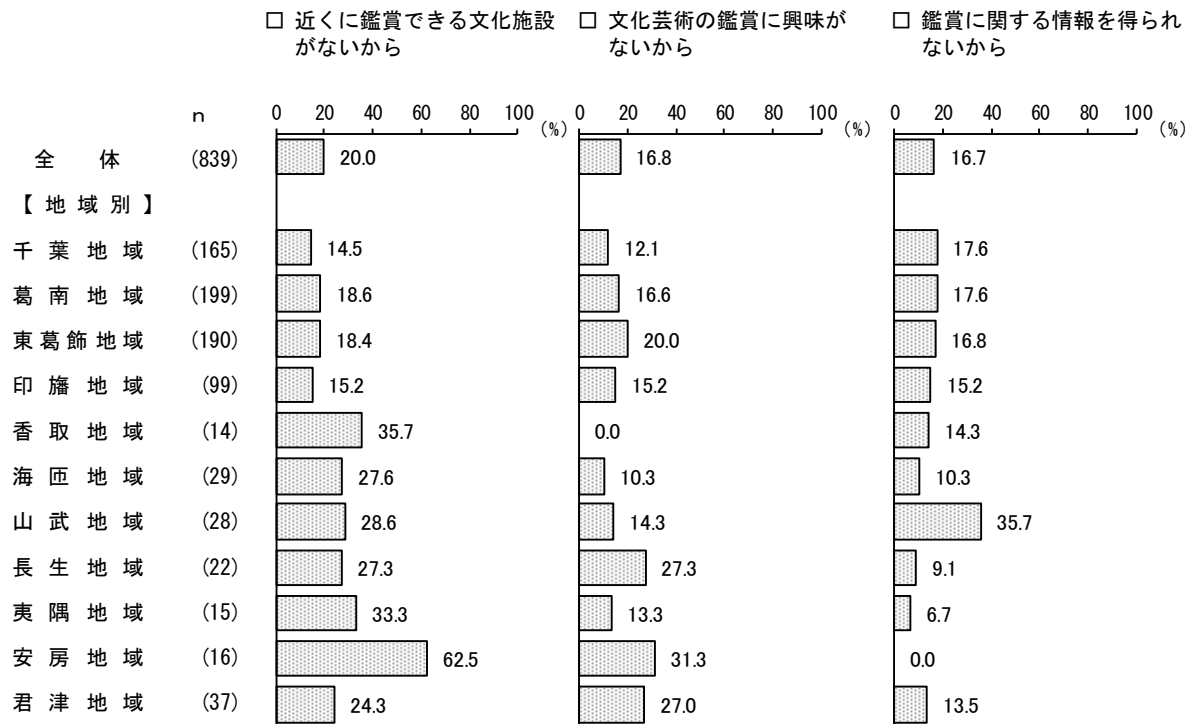 □ 近くに鑑賞できる文化施設がないから
□ 文化芸術の鑑賞に興味がないから
□ 鑑賞に関する情報を得られないから
n
0 20 40 60 80 100 (%)
0 20 40 60 80 100 (%)
0 20 40 60 80 100 (%)
全体 (839) 20.0 16.8 16.7
【地域別】
千葉地域 (165) 14.5 12.1 17.6
葛南地域 (199) 18.6 16.6 17.6
東葛飾地域 (190) 18.4 20.0 16.8
印旛地域 (99) 15.2 15.2 15.2
香取地域 (14) 35.7 0.0 14.3
海匝地域 (29) 27.6 10.3 10.3
山武地域 (28) 28.6 14.3 35.7
長生地域 (22) 27.3 27.3 9.1
夷隅地域 (15) 33.3 13.3 6.7
安房地域 (16) 62.5 31.3 0.0
君津地域 (37) 24.3 27.0 13.5